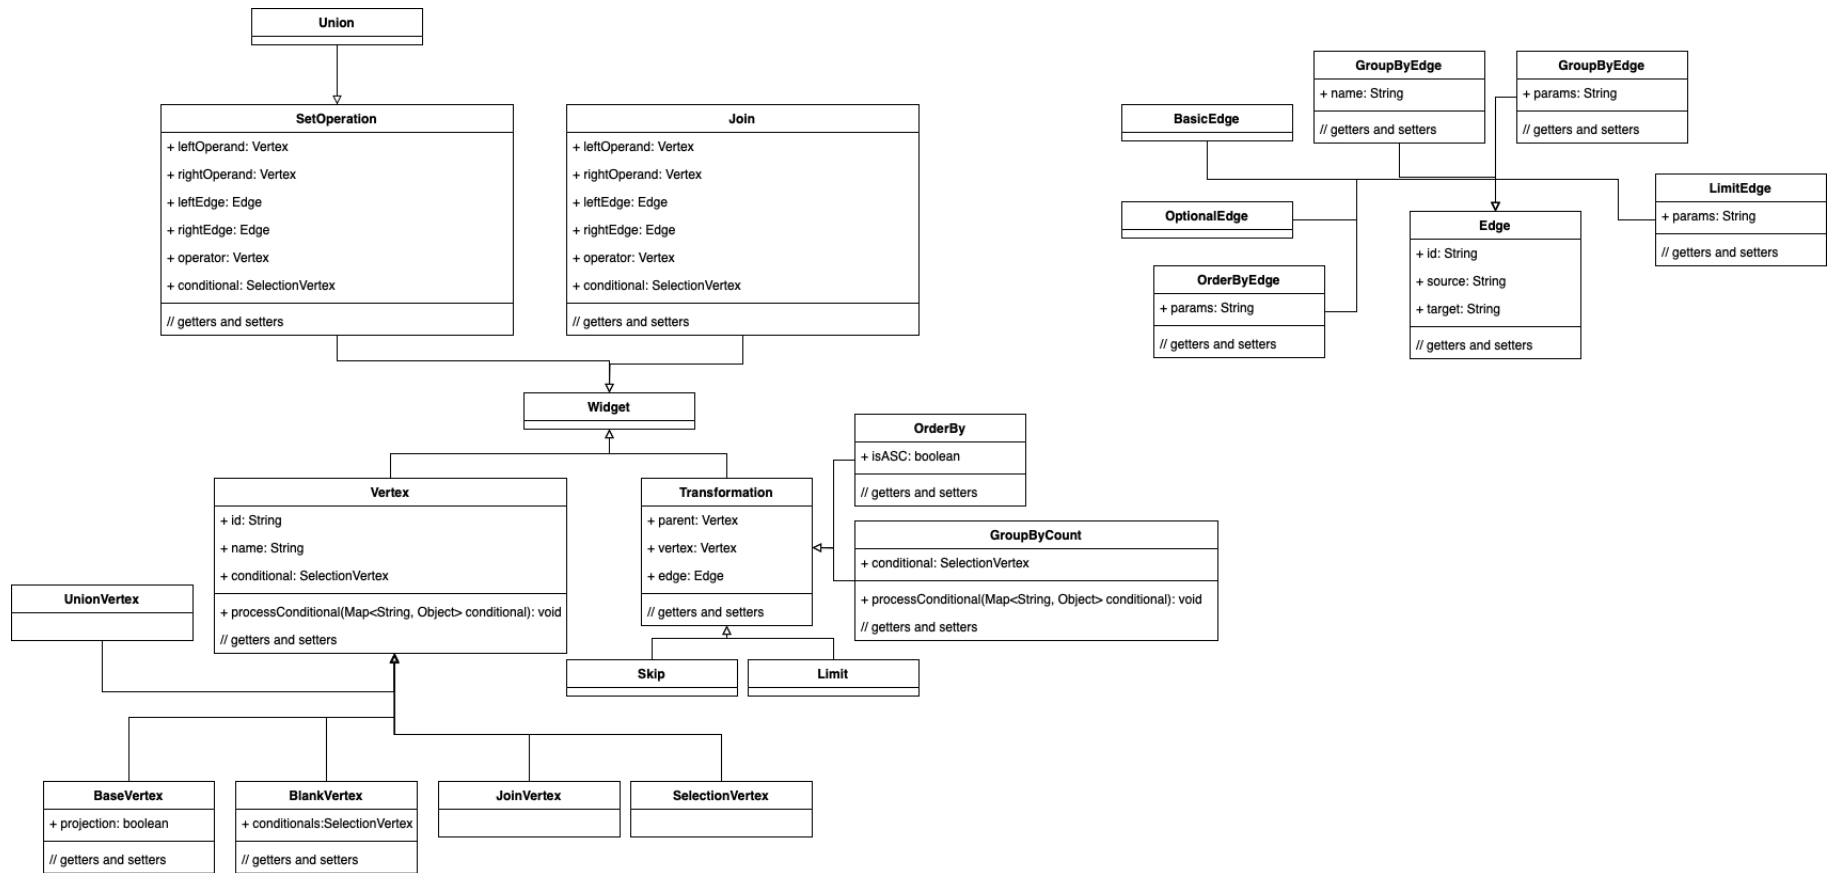 Union
SetOperation
+ leftOperand: Vertex
+ rightOperand: Vertex
+ leftEdge: Edge
+ rightEdge: Edge
+ operator: Vertex
+ conditional: SelectionVertex
// getters and setters
Join
+ leftOperand: Vertex
+ rightOperand: Vertex
+ leftEdge: Edge
+ rightEdge: Edge
+ operator: Vertex
+ conditional: SelectionVertex
// getters and setters
Widget
Vertex
+ id: String
+ name: String
+ conditional: SelectionVertex
+ processConditional(Map<String, Object> conditional): void
// getters and setters
Transformation
+ parent: Vertex
+ vertex: Vertex
+ edge: Edge
// getters and setters
OrderBy
+ isASC: boolean
// getters and setters
GroupByCount
+ conditional: SelectionVertex
+ processConditional(Map<String, Object> conditional): void
// getters and setters
Skip
Limit
UnionVertex
BaseVertex
+ projection: boolean
// getters and setters
BlankVertex
+ conditionals:SelectionVertex
// getters and setters
JoinVertex
SelectionVertex
GroupByEdge
+ name: String
// getters and setters
GroupByEdge
+ params: String
// getters and setters
BasicEdge
OptionalEdge
OrderByEdge
+ params: String
// getters and setters
Edge
+ id: String
+ source: String
+ target: String
// getters and setters
LimitEdge
+ params: String
// getters and setters